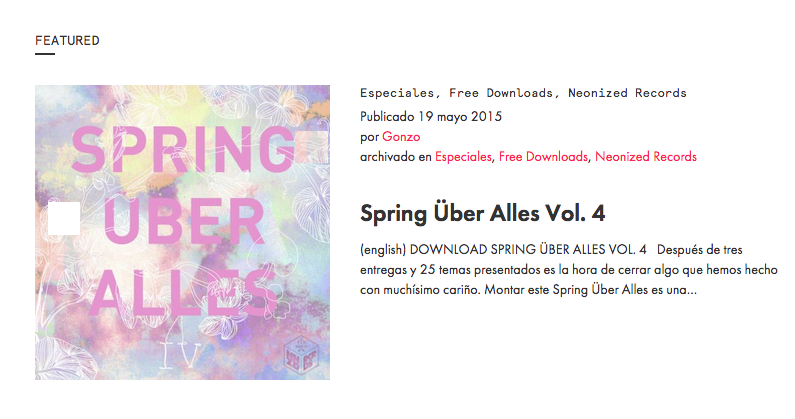 FEATURED
SPRING
ÜBER
ALLES
IV
Especiales, Free Downloads, Neonized Records
Publicado 19 mayo 2015
por Gonzo
archivado en Especiales, Free Downloads, Neonized Records
Spring Über Alles Vol. 4
(english) DOWNLOAD SPRING ÜBER ALLES VOL. 4 Después de tres
entregas y 25 temas presentados es la hora de cerrar algo que hemos hecho
con muchísimo cariño. Montar este Spring Über Alles es una...